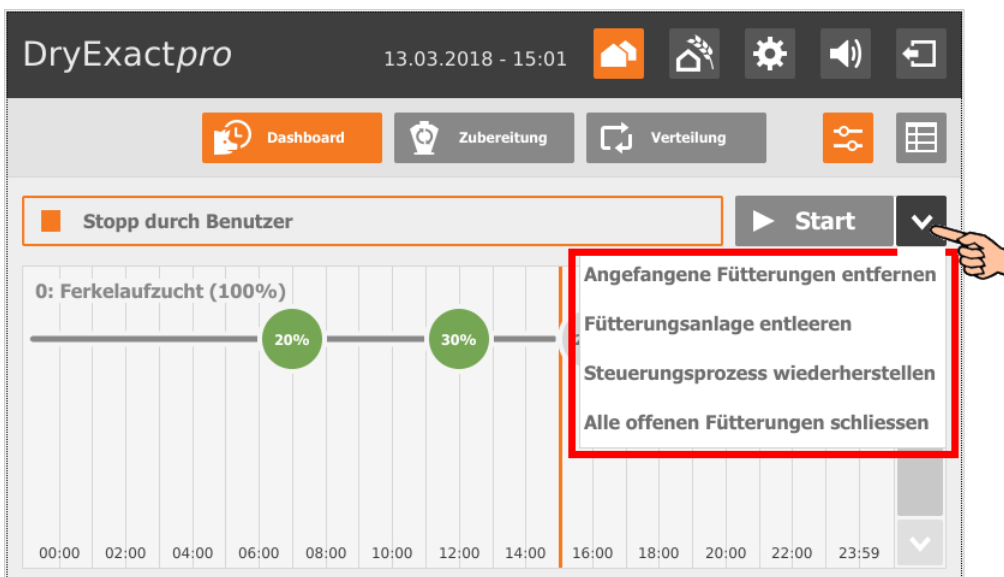 DryExactpro
13.03.2018 - 15:01
Dashboard
Zubereitung
Verteilung
Stopp durch Benutzer
Start
Angefangene Fütterungen entfernen
Fütterungsanlage entleeren
Steuerungsprozess wiederherstellen
Alle offenen Fütterungen schliessen
0: Ferkelaufzucht (100%)
20%
30%
00:00 02:00 04:00 06:00 08:00 10:00 12:00 14:00 16:00 18:00 20:00 22:00 23:59